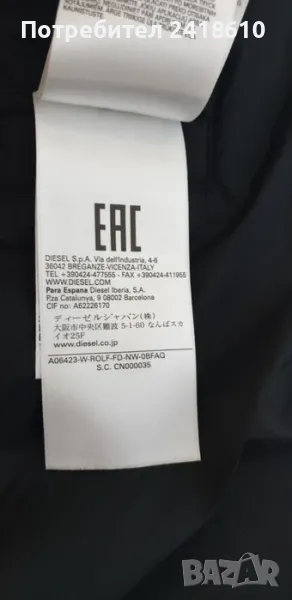 Потребител 2418610
EAC
DIESEL S.p.A. Via dell'Industria, 4-6
36042 BREGANZE-VICENZA-ITALY
TEL +390424-477555 - FAX +390424-411955
WWW.DIESEL.COM
Para Espana Diesel Iberia, S.A.
Pza Catalunya, 9 08002 Barcelona
CIF no: A62226170
ディーゼルジャパン(株)
大阪市中央区難波 5-1-60 なんばスカ
イオ25F
www.diesel.co.jp
A06423-W-ROLF-FD-NW-0BFAQ
S.C. CN000035
BAZAR